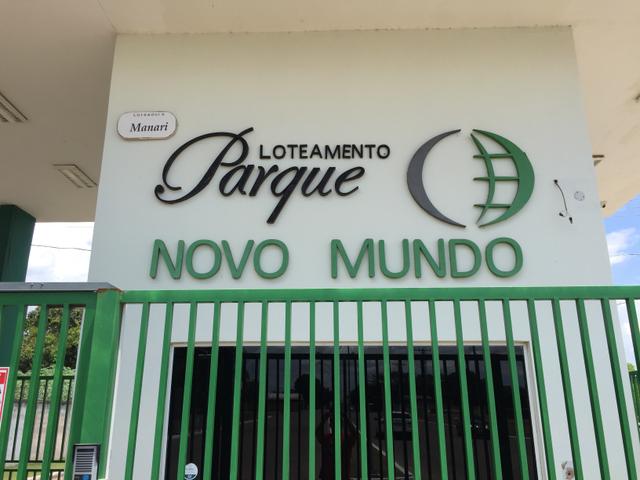 Manari
LOTEAMENTO
Parque
NOVO MUNDO